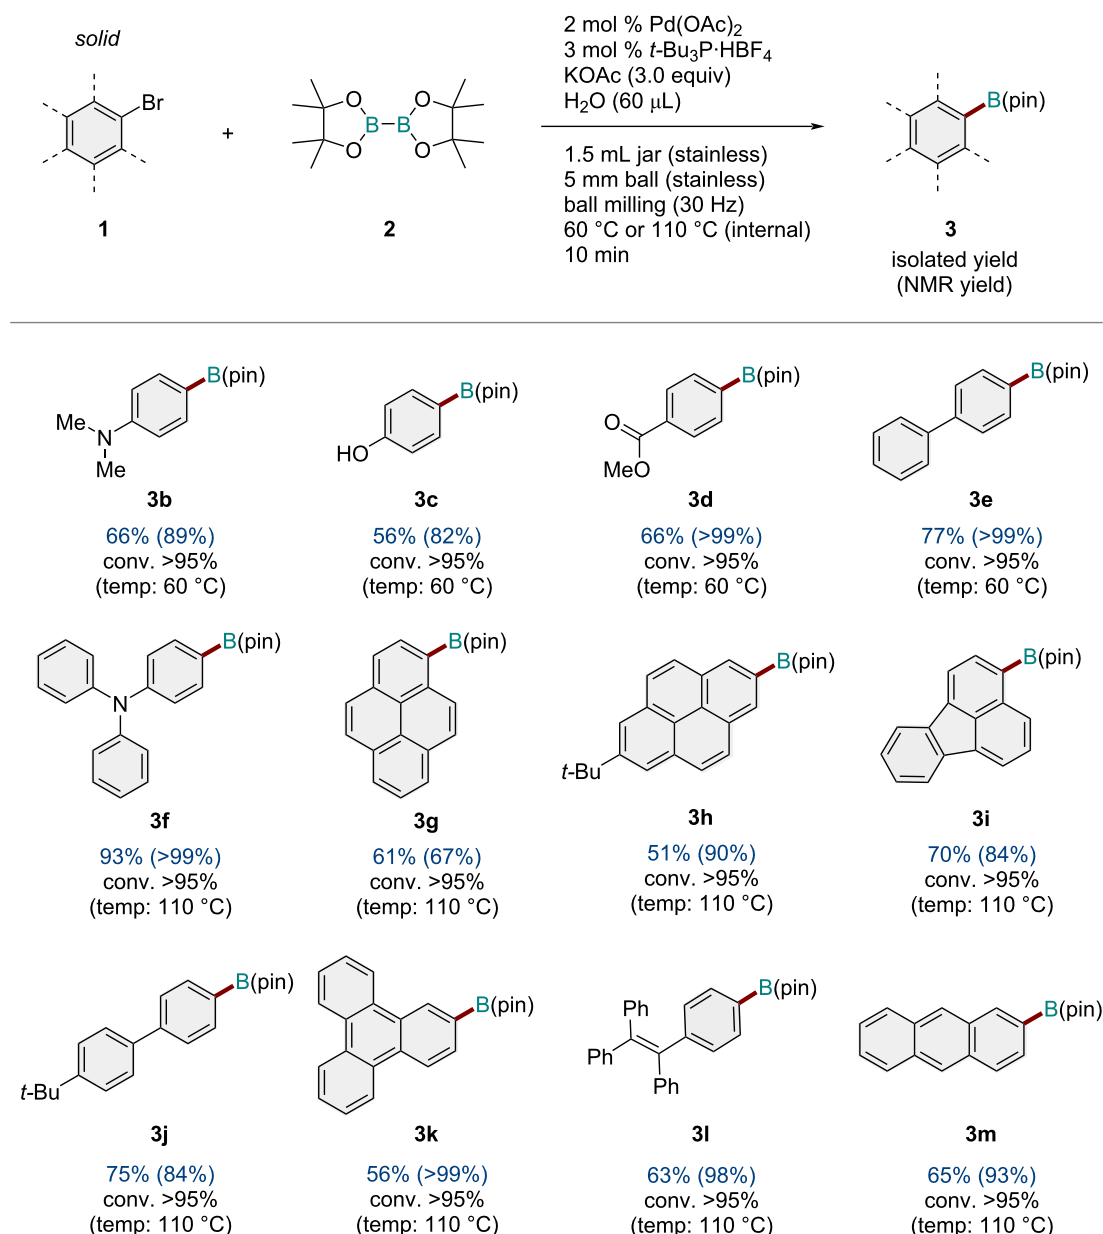 solid
Br
1
+
B B
O O
O O
2
2 mol % Pd(OAc)2
3 mol % t-Bu3P·HBF4
KOAc (3.0 equiv)
H2O (60 μL)
1.5 mL jar (stainless)
5 mm ball (stainless)
ball milling (30 Hz)
60 °C or 110 °C (internal)
10 min
B(pin)
3
isolated yield
(NMR yield)
B(pin)
Me
N
Me
3b
66% (89%)
conv. >95%
(temp: 60 °C)
B(pin)
HO
3c
56% (82%)
conv. >95%
(temp: 60 °C)
B(pin)
O
MeO
3d
66% (>99%)
conv. >95%
(temp: 60 °C)
B(pin)
3e
77% (>99%)
conv. >95%
(temp: 60 °C)
B(pin)
N
3f
93% (>99%)
conv. >95%
(temp: 110 °C)
B(pin)
3g
61% (67%)
conv. >95%
(temp: 110 °C)
B(pin)
t-Bu
3h
51% (90%)
conv. >95%
(temp: 110 °C)
B(pin)
3i
70% (84%)
conv. >95%
(temp: 110 °C)
B(pin)
t-Bu
3j
75% (84%)
conv. >95%
(temp: 110 °C)
B(pin)
3k
56% (>99%)
conv. >95%
(temp: 110 °C)
B(pin)
Ph
Ph
Ph
3l
63% (98%)
conv. >95%
(temp: 110 °C)
B(pin)
3m
65% (93%)
conv. >95%
(temp: 110 °C)